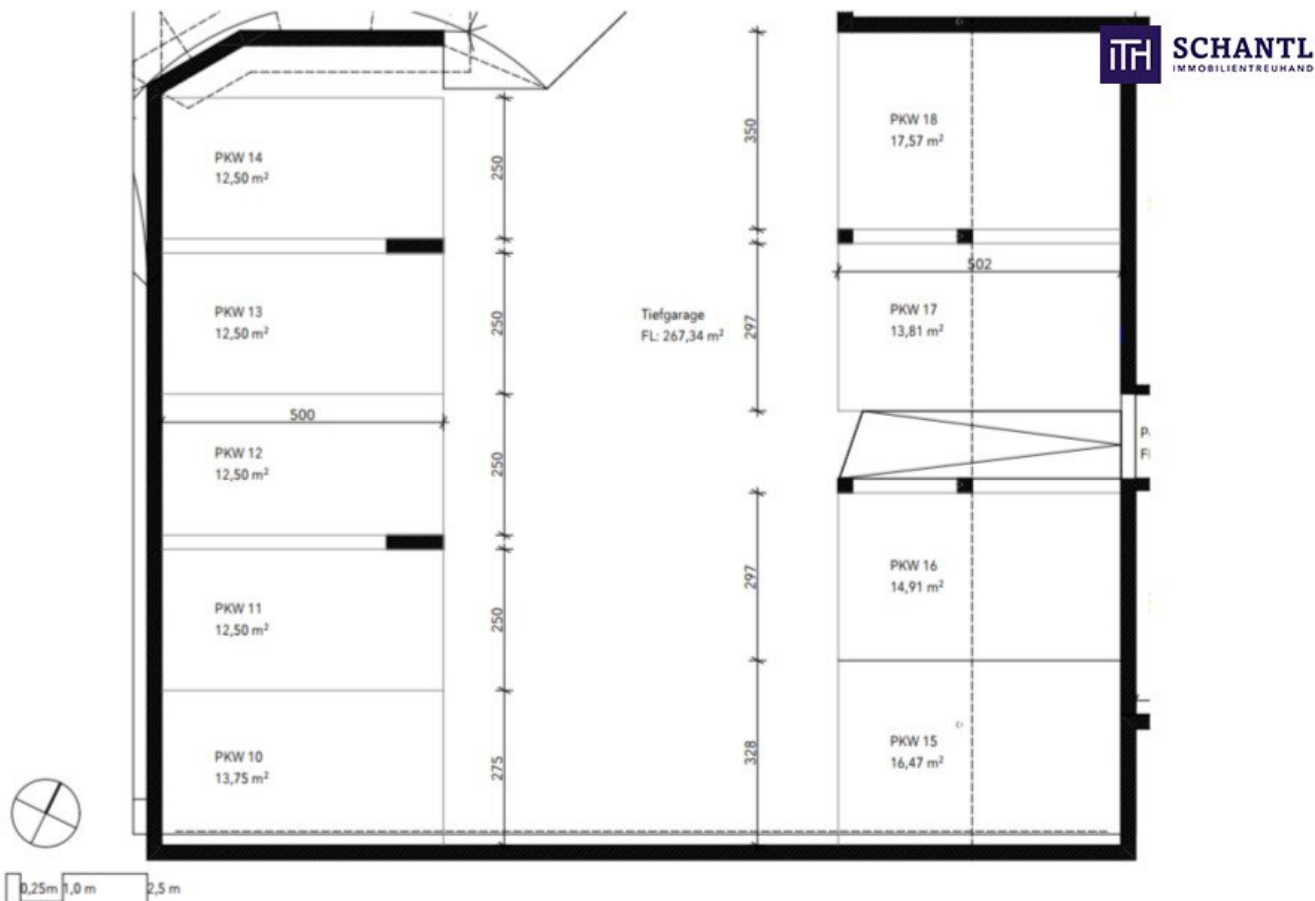 ITH SCHANTL
IMMOBILIENTREUHAND
PKW 18
17,57 m²
350
PKW 14
12,50 m²
250
502
PKW 13
12,50 m²
250
Tiefgarage
FL: 267,34 m²
297
PKW 17
13,81 m²
500
PKW 12
12,50 m²
250
PKW 16
14,91 m²
297
PKW 11
12,50 m²
250
PKW 15
16,47 m²
328
PKW 10
13,75 m²
275
0,25m 1,0 m 2,5 m